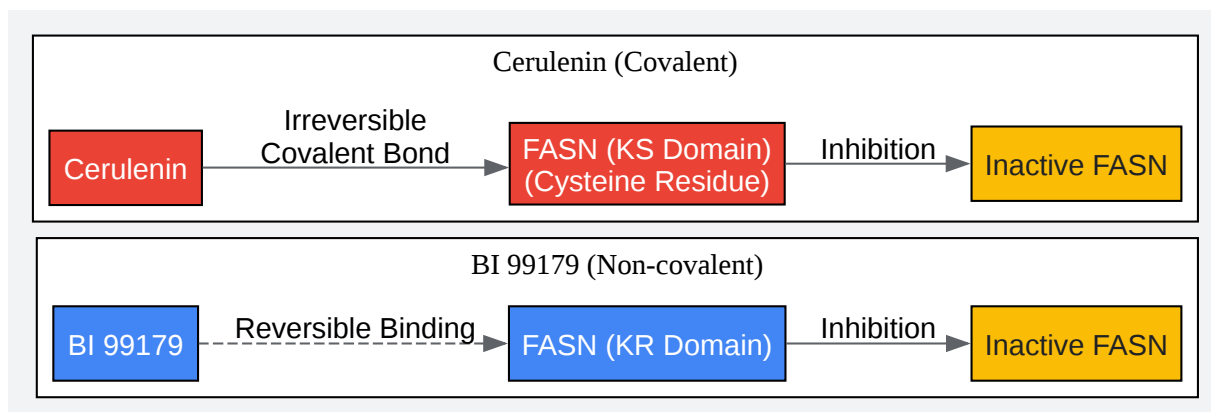 Cerulenin (Covalent)
Cerulenin
Irreversible
Covalent Bond
FASN (KS Domain)
(Cysteine Residue)
Inhibition
Inactive FASN
BI 99179 (Non-covalent)
BI 99179
Reversible Binding
FASN (KR Domain)
Inhibition
Inactive FASN